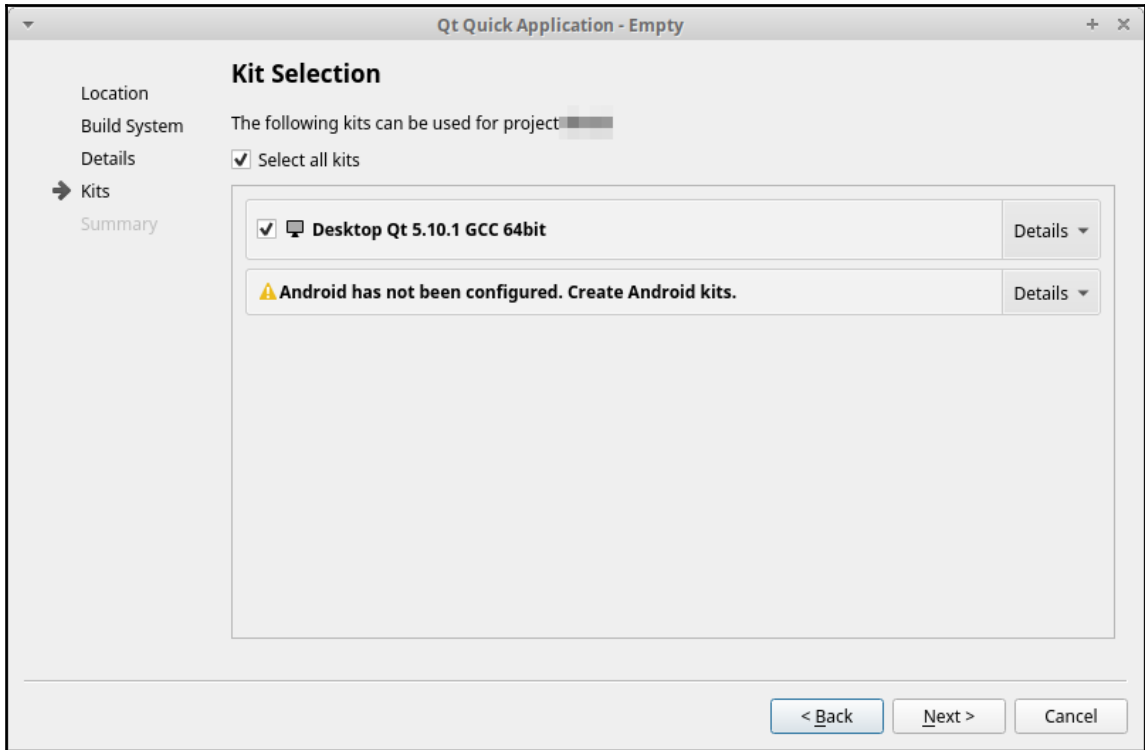 Qt Quick Application - Empty
Location
Build System
Details
Kits
Summary
Kit Selection
The following kits can be used for project
Select all kits
Desktop Qt 5.10.1 GCC 64bit
Details
Android has not been configured. Create Android kits.
Details
< Back
Next >
Cancel